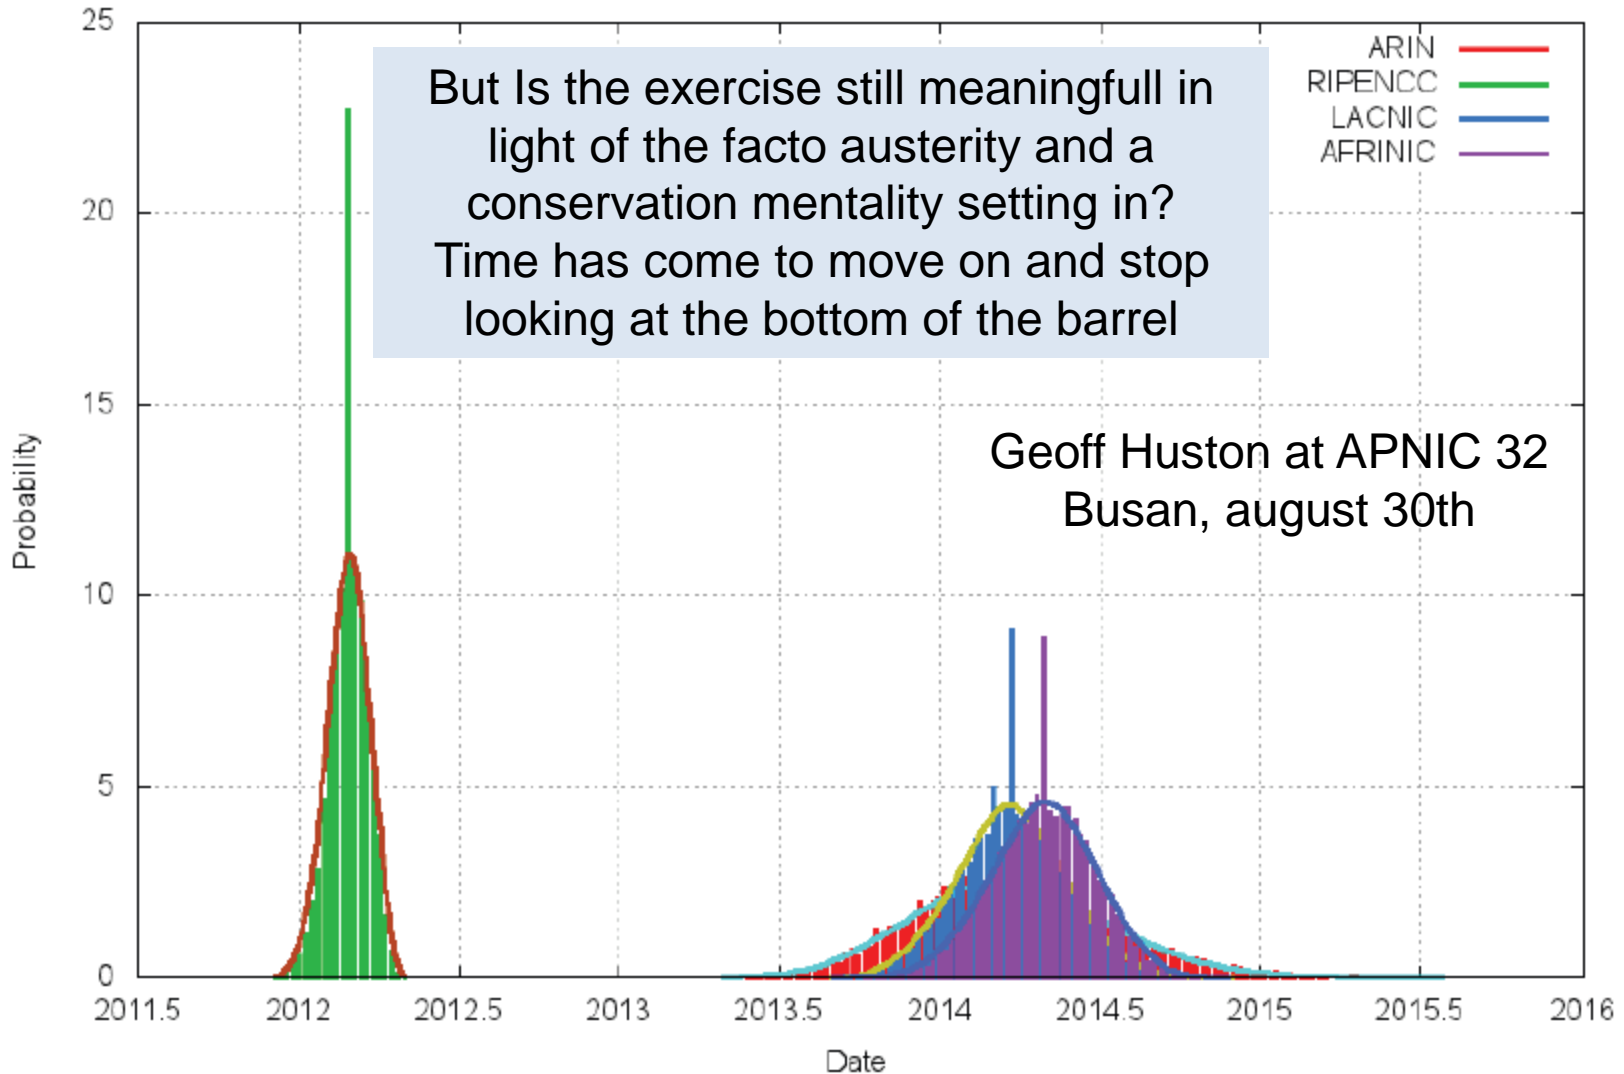 25
20
15
10
5
0
Probability
But Is the exercise still meaningfull in
light of the facto austerity and a
conservation mentality setting in?
Time has come to move on and stop
looking at the bottom of the barrel
ARIN
RIPENCC
LACNIC
AFRINIC
Geoff Huston at APNIC 32
Busan, august 30th
2011.5 2012 2012.5 2013 2013.5 2014 2014.5 2015 2015.5 2016
Date